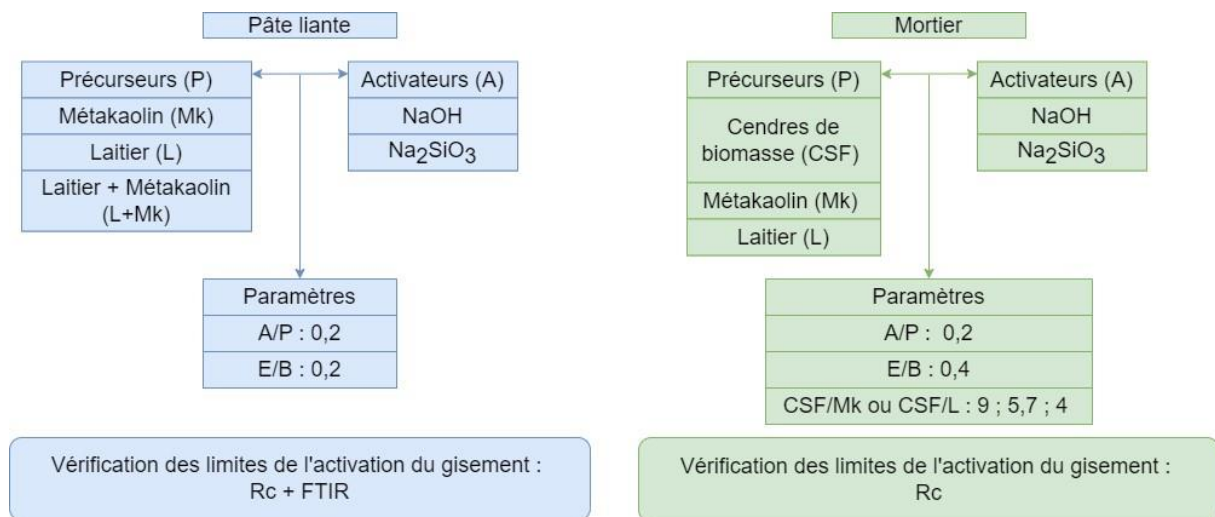 Pâte liante
Précurseurs (P)
Métakaolin (Mk)
Laitier (L)
Laitier + Métakaolin
(L+Mk)
Activateurs (A)
NaOH
Na2SiO3
Paramètres
A/P : 0,2
E/B : 0,2
Vérification des limites de l'activation du gisement :
Rc + FTIR
Mortier
Précurseurs (P)
Cendres de
biomasse (CSF)
Métakaolin (Mk)
Laitier (L)
Activateurs (A)
NaOH
Na2SiO3
Paramètres
A/P : 0,2
E/B : 0,4
CSF/Mk ou CSF/L : 9 ; 5,7 ; 4
Vérification des limites de l'activation du gisement :
Rc